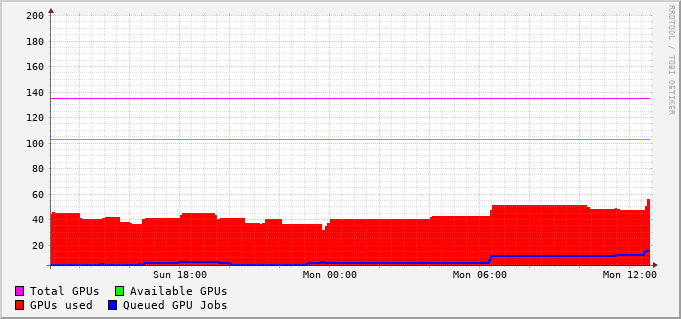 RRDTOOL / TOBI OETIKER
200
180
160
140
120
100
80
60
40
20
Sun 18:00 Mon 00:00 Mon 06:00 Mon 12:00
Total GPUs Available GPUs
GPUs used Queued GPU Jobs